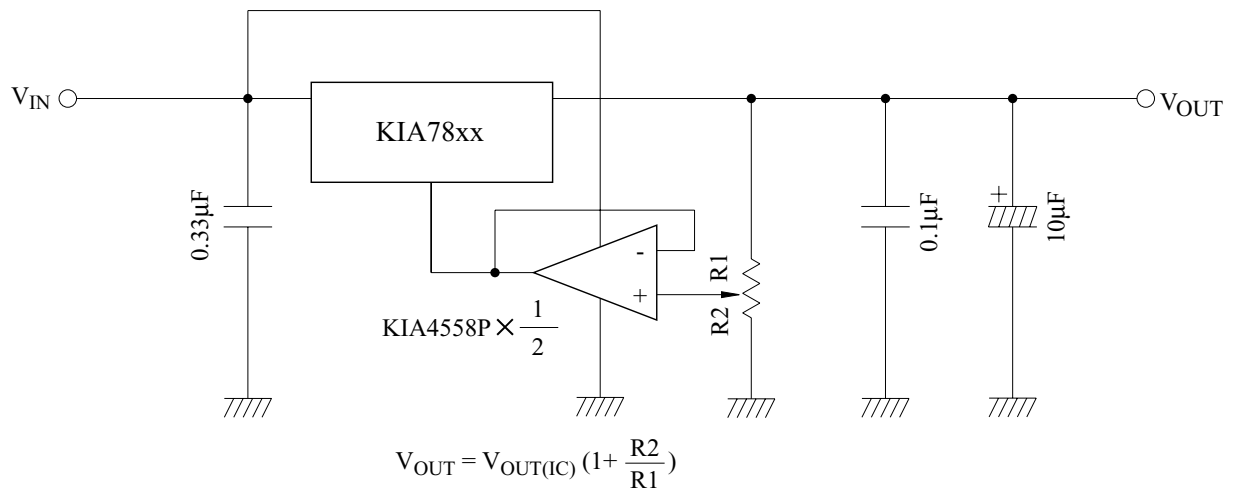 V_IN
V_OUT
KIA78xx
0.33μF
-
+
R1
R2
0.1μF
+
10μF
KIA4558P × 1/2
V_OUT = V_OUT(IC) (1+ R2/R1)